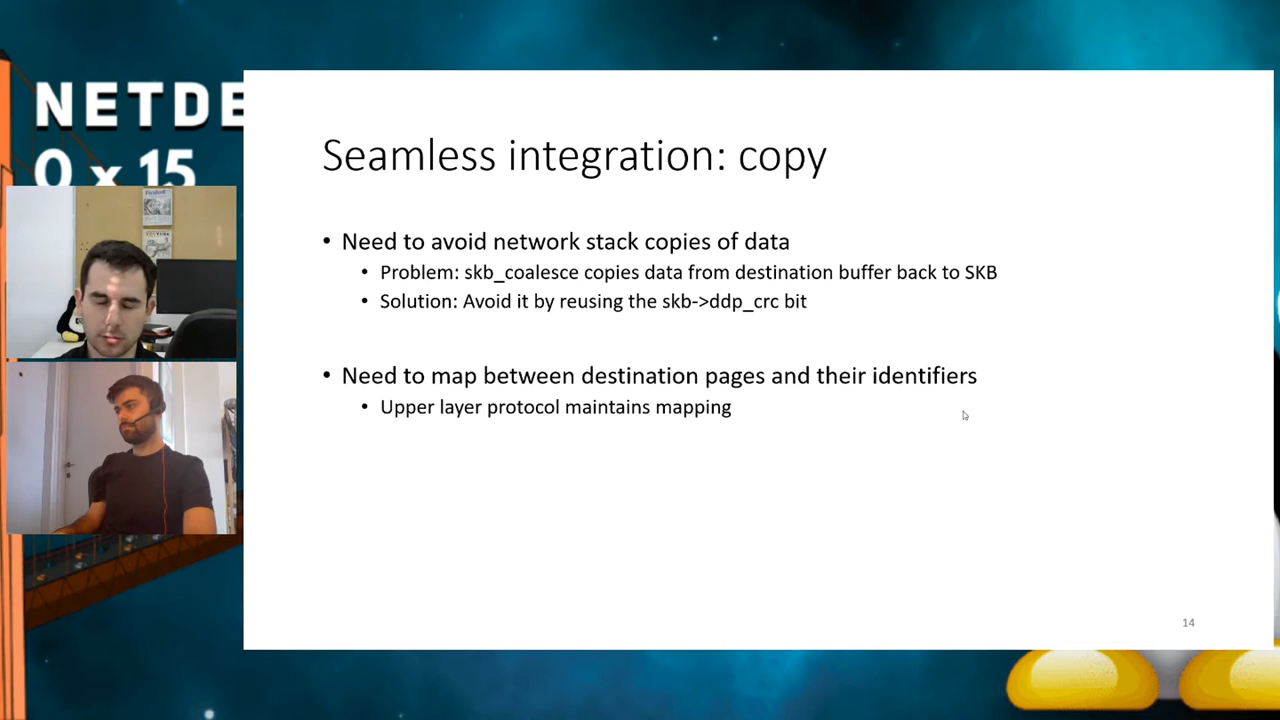 NETDE
0 x 15
Seamless integration: copy
• Need to avoid network stack copies of data
• Problem: skb_coalesce copies data from destination buffer back to SKB
• Solution: Avoid it by reusing the skb->ddp_crc bit
• Need to map between destination pages and their identifiers
• Upper layer protocol maintains mapping
14